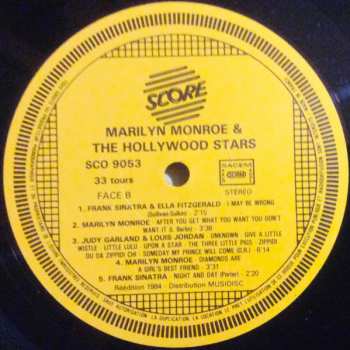 SCORE
MARILYN MONROE &
THE HOLLYWOOD STARS
SCO 9053
33 tours
FACE B
SACEM
STEREO
1. FRANK SINATRA & ELLA FITZGERALD - I MAY BE WRONG
(Sullivan-Sulkin) - 2'15
2. MARILYN MONROE - AFTER YOU GET WHAT YOU WANT YOU DON'T
WANT IT (I. Berlin) - 3'38
3. JUDY GARLAND & LOUIS JORDAN - UNKNOWN - GIVE A LITTLE
WISTLE - LITTLE LULU - UPON A STAR - THE THREE LITTLE PIGS - ZIPPIDI
DU DA ZIPPIDI CHI - SOMEDAY MY PRINCE WILL COME (D.R.) - 6'14
4. MARILYN MONROE - DIAMONDS ARE
A GIRL'S BEST FRIEND - 3'31
5. FRANK SINATRA - NIGHT AND DAY (Porter) - 2'20
Réédition 1984 - Distribution MUSIDISC